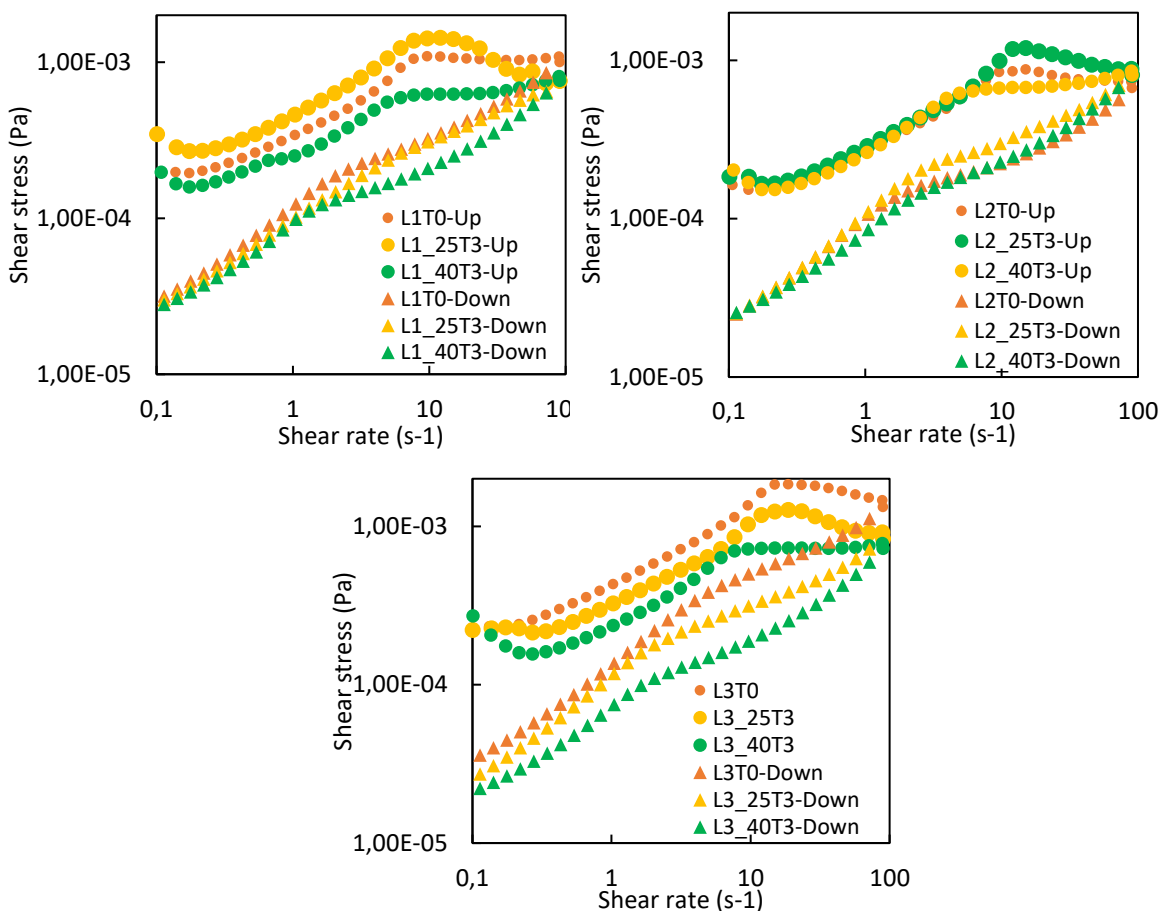 1,00E-03
1,00E-04
1,00E-05
Shear stress (Pa)
0,1
1
10
10
Shear rate (s-1)
L1T0-Up
L1_25T3-Up
L1_40T3-Up
L1T0-Down
L1_25T3-Down
L1_40T3-Down
1,00E-03
1,00E-04
1,00E-05
Shear stress (Pa)
0,1
1
10
100
Shear rate (s-1)
L2T0-Up
L2_25T3-Up
L2_40T3-Up
L2T0-Down
L2_25T3-Down
L2_40T3-Down
1,00E-03
1,00E-04
1,00E-05
Shear stress (Pa)
0,1
1
10
100
Shear rate (s-1)
L3T0
L3_25T3
L3_40T3
L3T0-Down
L3_25T3-Down
L3_40T3-Down